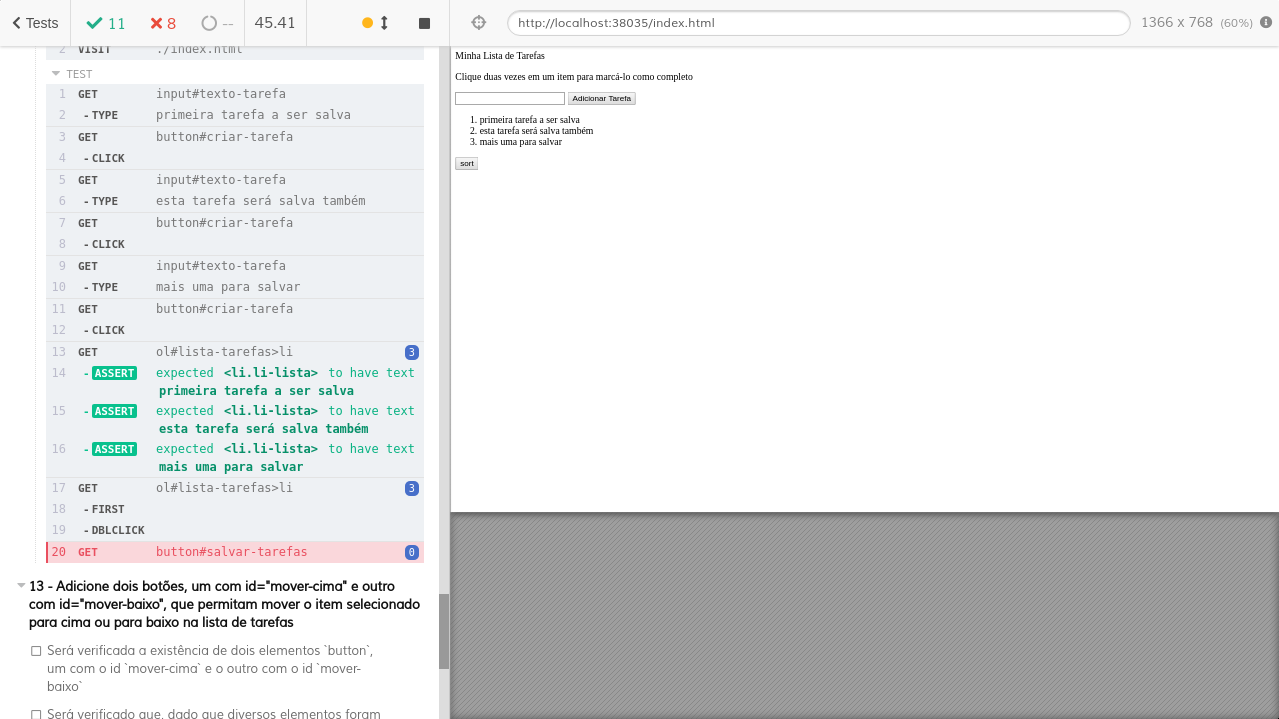 Tests
11
8
--
45.41
http://localhost:38035/index.html
1366 x 768 (60%)
2 VISIT ./index.html
TEST
1 GET input#texto-tarefa
2 -TYPE primeira tarefa a ser salva
3 GET button#criar-tarefa
4 -CLICK
5 GET input#texto-tarefa
6 -TYPE esta tarefa será salva também
7 GET button#criar-tarefa
8 -CLICK
9 GET input#texto-tarefa
10 -TYPE mais uma para salvar
11 GET button#criar-tarefa
12 -CLICK
13 GET ol#lista-tarefas>li 3
14 -ASSERT expected <li.li-lista> to have text
primeira tarefa a ser salva
15 -ASSERT expected <li.li-lista> to have text
esta tarefa será salva também
16 -ASSERT expected <li.li-lista> to have text
mais uma para salvar
17 GET ol#lista-tarefas>li 3
18 -FIRST
19 -DBLCLICK
20 GET button#salvar-tarefas 0
13 - Adicione dois botões, um com id="mover-cima" e outro
com id="mover-baixo", que permitam mover o item selecionado
para cima ou para baixo na lista de tarefas
Será verificada a existência de dois elementos `button`,
um com o id `mover-cima` e o outro com o id `mover-
baixo`
Será verificado que, dado que diversos elementos foram
Minha Lista de Tarefas
Clique duas vezes em um item para marcá-lo como completo
Adicionar Tarefa
1. primeira tarefa a ser salva
2. esta tarefa será salva também
3. mais uma para salvar
sort